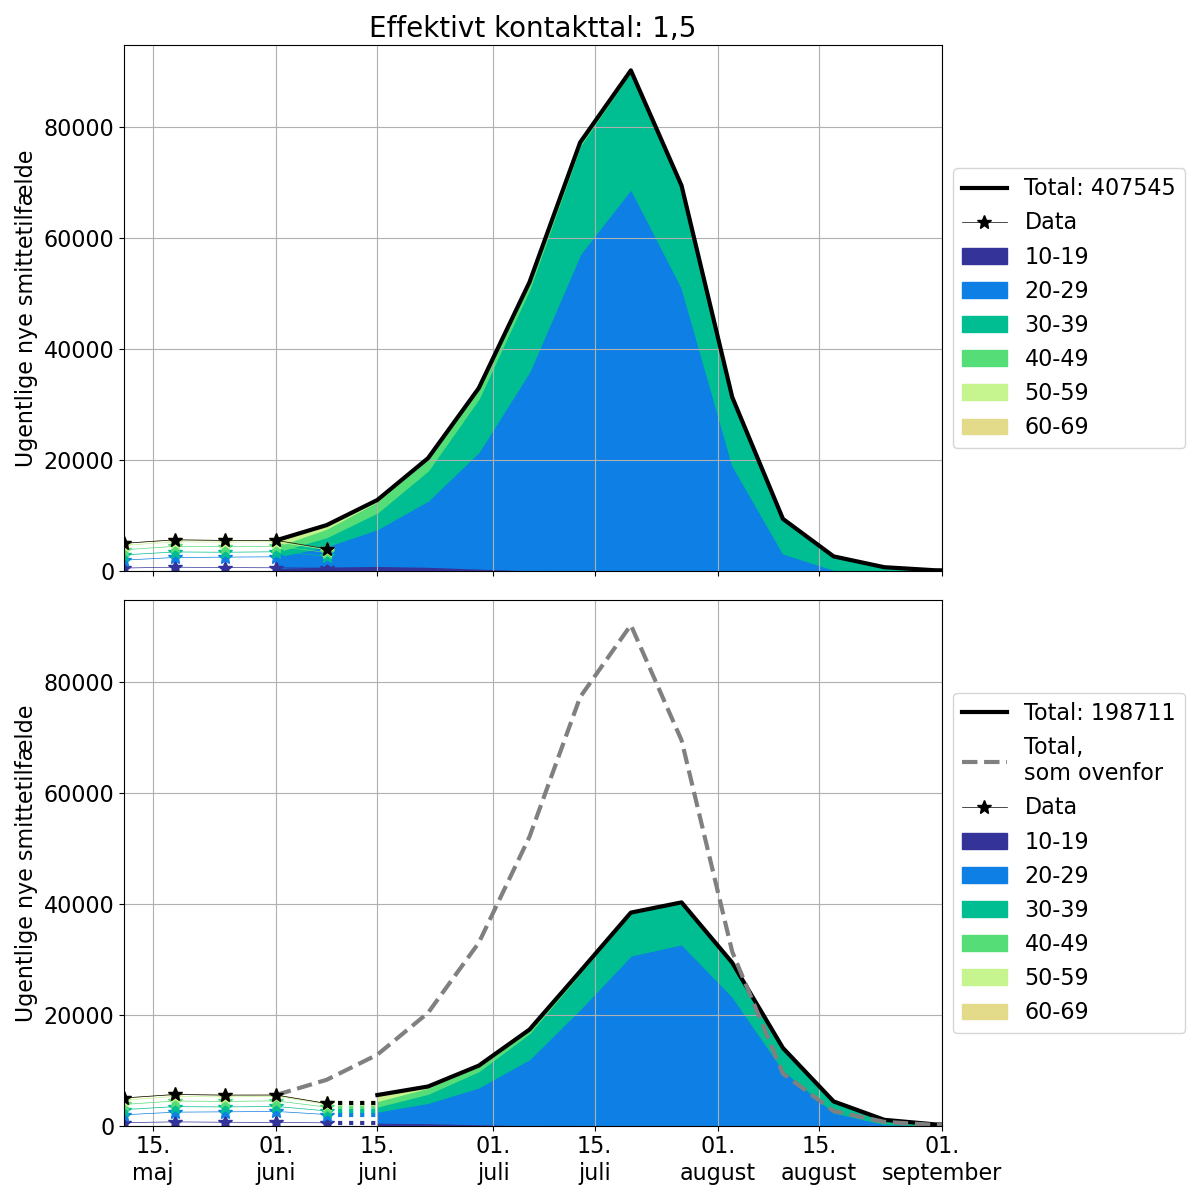 Effektivt kontakttal: 1,5
Ugentlige nye smittetilfælde
80000
60000
40000
20000
0
Total: 407545
Data
10-19
20-29
30-39
40-49
50-59
60-69
Ugentlige nye smittetilfælde
80000
60000
40000
20000
0
Total: 198711
Total,
som ovenfor
Data
10-19
20-29
30-39
40-49
50-59
60-69
15. 01. 15. 01. 15. 01. 15. 01.
maj juni juni juli juli august august september